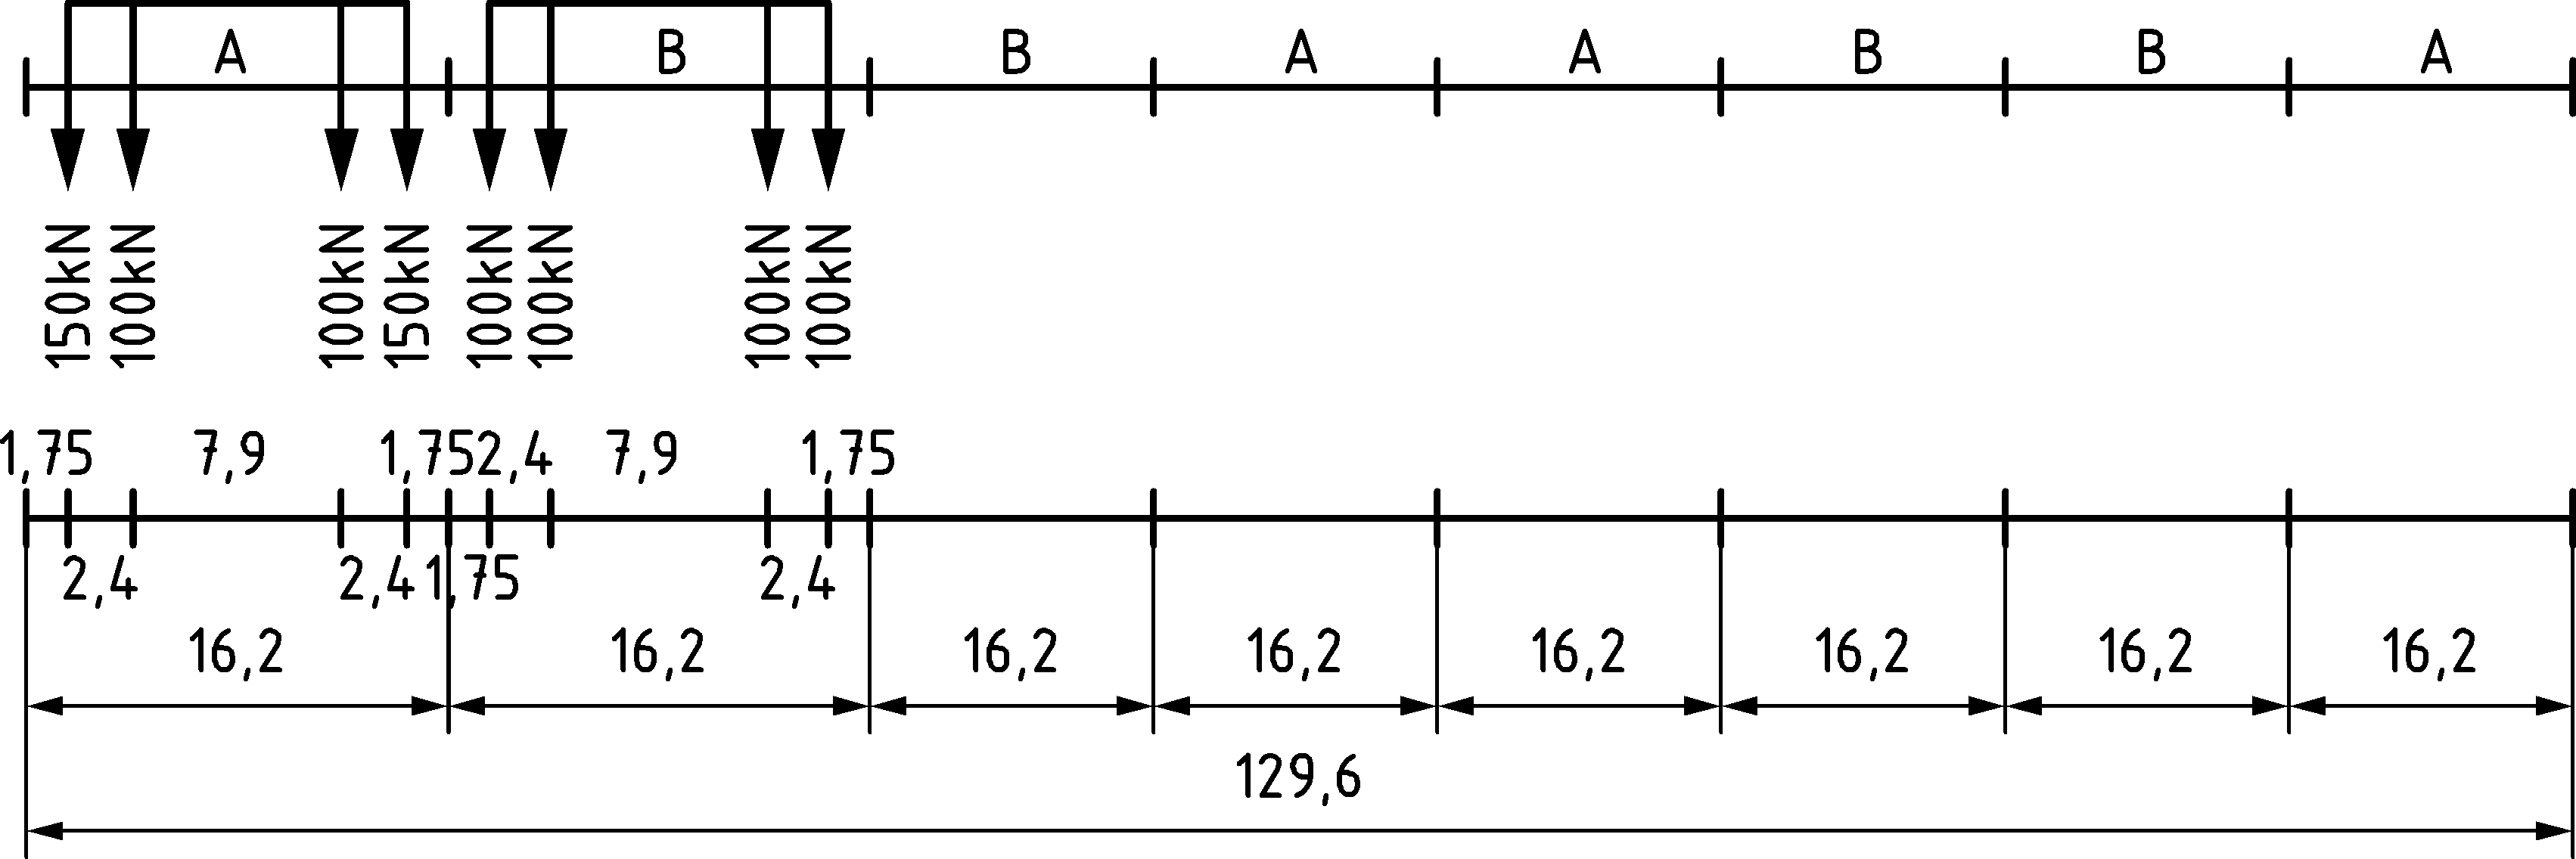 A B B A A B B A
150kN 100kN 100kN 150kN 100kN 100kN 100kN 100kN
1,75 7,9 1,75 2,4 7,9 1,75
2,4 2,4 1,75 2,4
16,2 16,2 16,2 16,2 16,2 16,2 16,2 16,2
129,6